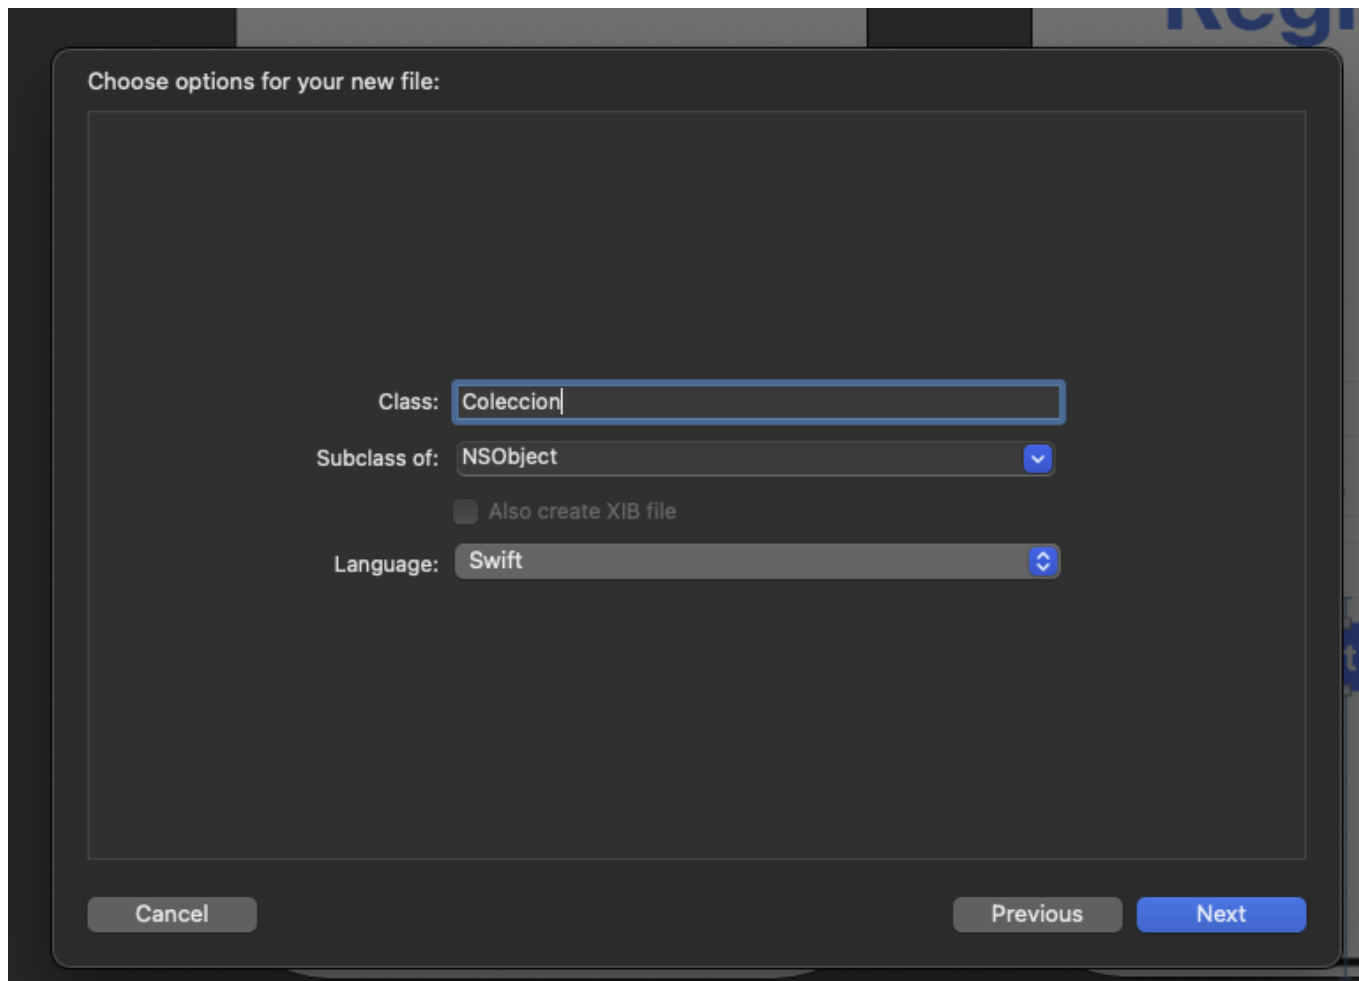 Choose options for your new file:
Class: Coleccion
Subclass of: NSObject
Also create XIB file
Language: Swift
Cancel
Previous
Next